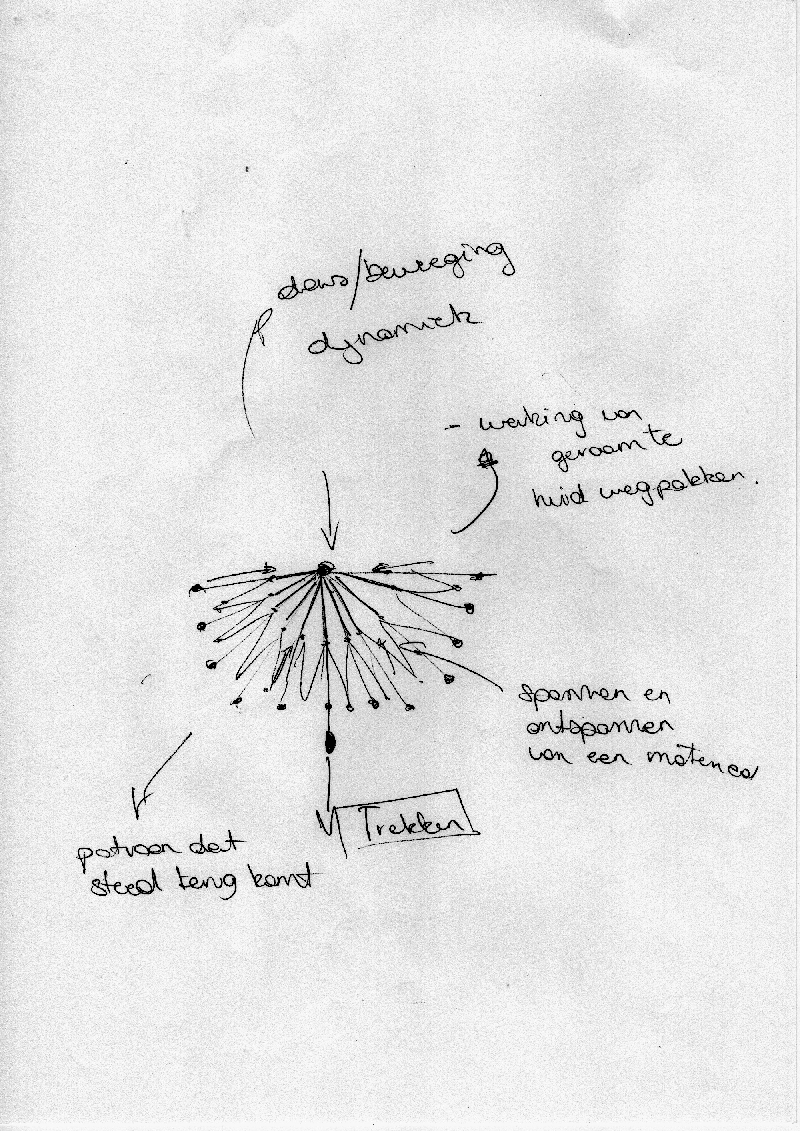 dans/beweging
dynamiek
- werking van
geraamte
huid wegpakken.
spannen en
ontspannen
van een materiaal
Trekken
patroon dat
steed terug komt